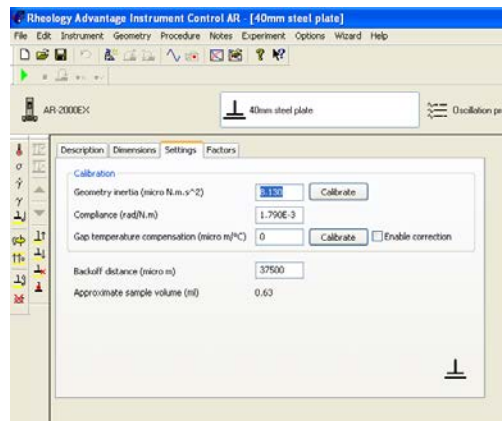 Rheology Advantage Instrument Control AR - [40mm steel plate]
File Edit Instrument Geometry Procedure Notes Experiment Options Wizard Help
AR-2000EX 40mm steel plate Oscillation pr
Description Dimensions Settings Factors
Calibration
Geometry inertia (micro N.m.s^2) 8.130 Calibrate
Compliance (rad/N.m) 1.790E-3
Gap temperature compensation (micro m/°C) 0 Calibrate Enable correction
Backoff distance (micro m) 37500
Approximate sample volume (ml) 0.63